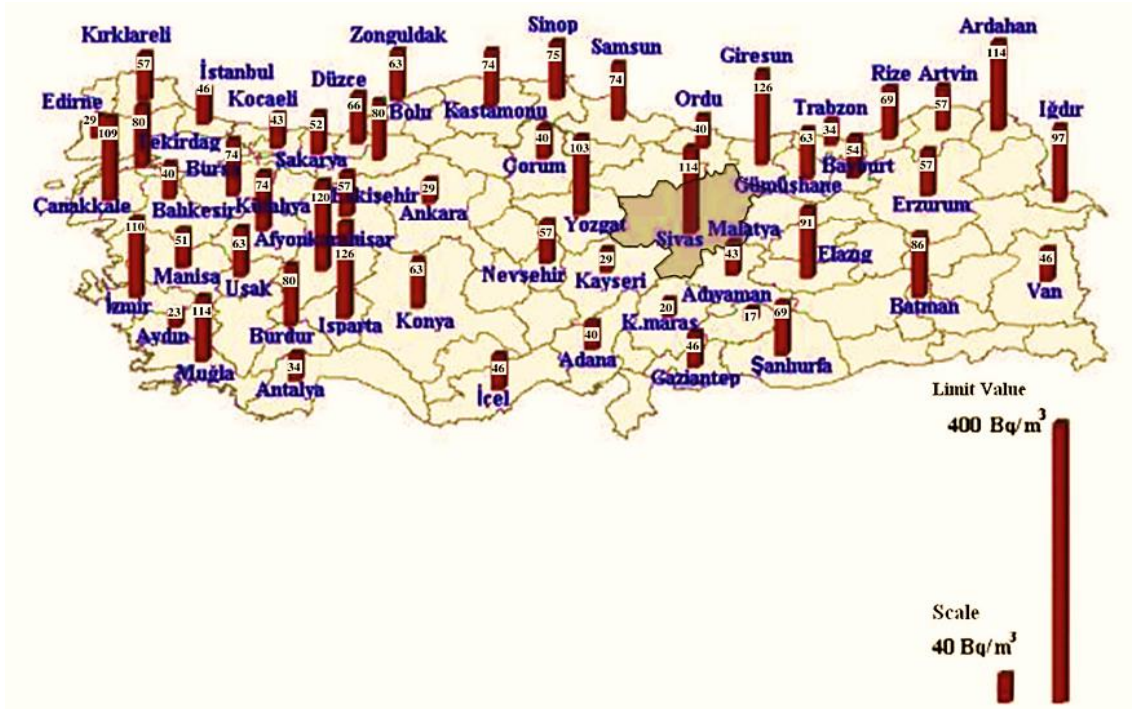 Sinop
Ardahan
Kırklareli
Zonguldak
75
114
57
63
74
Samsun
Giresun
İstanbul
Düzce
74
126
Rize Artvin
46
Kocaeli
66
Kastamonu
69
57
Edirne
80
Bolu
Ordu
Trabzon
Iğdır
29
109
80
43
52
40
34
97
Tekirdag
40
103
63
54
Bursa
74
Sakarya
Çorum
114
Bayburt
57
40
74
120
57
Eskişehir
29
Gümüşhane
Çanakkale
Balıkesir
Kütahya
Ankara
Erzurum
110
51
63
Afyonkarahisar
57
Yozgat
Sivas
Malatya
91
86
126
Nevşehir
29
43
Elazıg
46
Manisa
Uşak
80
63
Kayseri
Adıyaman
Batman
Van
İzmir
23
114
20
17
69
Aydın
Burdur
Isparta
Konya
40
K.maraş
Muğla
34
46
Adana
46
Şanlıurfa
Antalya
İçel
Gaziantep
Limit Value
400 Bq/m³
Scale
40 Bq/m³